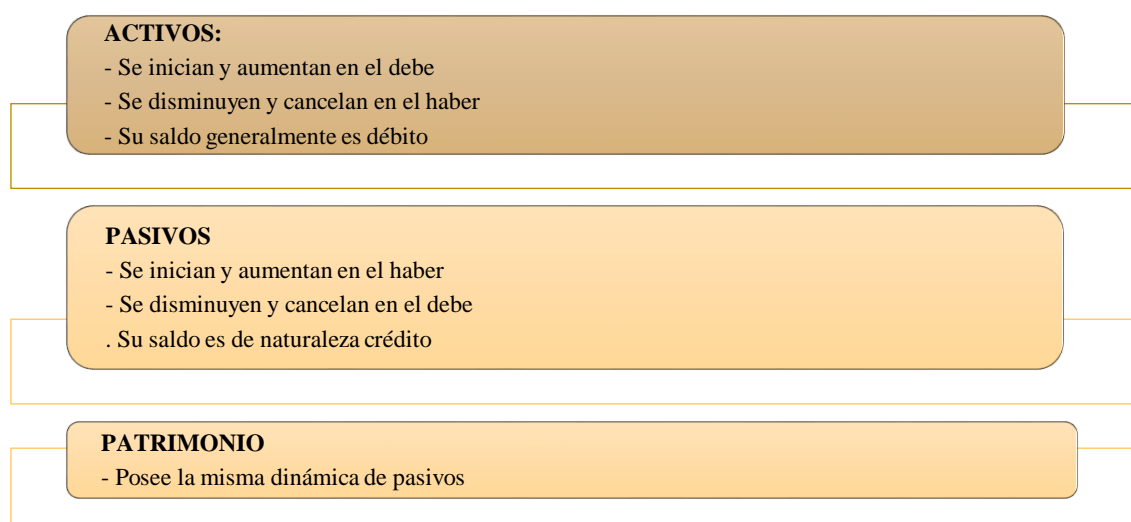 ACTIVOS:
- Se inician y aumentan en el debe
- Se disminuyen y cancelan en el haber
- Su saldo generalmente es débito
PASIVOS
- Se inician y aumentan en el haber
- Se disminuyen y cancelan en el debe
. Su saldo es de naturaleza crédito
PATRIMONIO
- Posee la misma dinámica de pasivos